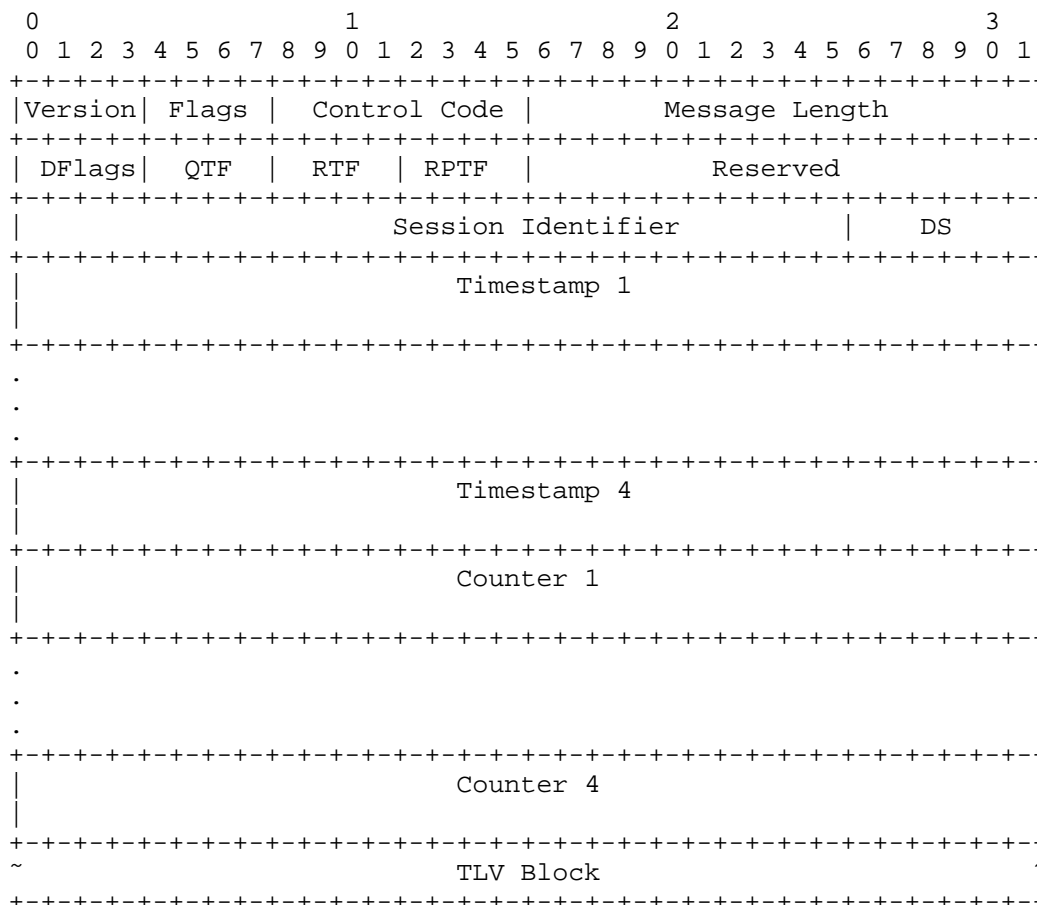 0                   1                   2                   3
 0 1 2 3 4 5 6 7 8 9 0 1 2 3 4 5 6 7 8 9 0 1 2 3 4 5 6 7 8 9 0 1
+-+-+-+-+-+-+-+-+-+-+-+-+-+-+-+-+-+-+-+-+-+-+-+-+-+-+-+-+-+-+-+-
|Version| Flags |  Control Code |        Message Length
+-+-+-+-+-+-+-+-+-+-+-+-+-+-+-+-+-+-+-+-+-+-+-+-+-+-+-+-+-+-+-+-
| DFlags|  QTF  |  RTF  | RPTF  |           Reserved
+-+-+-+-+-+-+-+-+-+-+-+-+-+-+-+-+-+-+-+-+-+-+-+-+-+-+-+-+-+-+-+-
|                       Session Identifier          |    DS
+-+-+-+-+-+-+-+-+-+-+-+-+-+-+-+-+-+-+-+-+-+-+-+-+-+-+-+-+-+-+-+-
|                           Timestamp 1
|
+-+-+-+-+-+-+-+-+-+-+-+-+-+-+-+-+-+-+-+-+-+-+-+-+-+-+-+-+-+-+-+-
.
.
.
+-+-+-+-+-+-+-+-+-+-+-+-+-+-+-+-+-+-+-+-+-+-+-+-+-+-+-+-+-+-+-+-
|                           Timestamp 4
|
+-+-+-+-+-+-+-+-+-+-+-+-+-+-+-+-+-+-+-+-+-+-+-+-+-+-+-+-+-+-+-+-
|                           Counter 1
|
+-+-+-+-+-+-+-+-+-+-+-+-+-+-+-+-+-+-+-+-+-+-+-+-+-+-+-+-+-+-+-+-
.
.
.
+-+-+-+-+-+-+-+-+-+-+-+-+-+-+-+-+-+-+-+-+-+-+-+-+-+-+-+-+-+-+-+-
|                           Counter 4
|
+-+-+-+-+-+-+-+-+-+-+-+-+-+-+-+-+-+-+-+-+-+-+-+-+-+-+-+-+-+-+-+-
~                           TLV Block                           ~
+-+-+-+-+-+-+-+-+-+-+-+-+-+-+-+-+-+-+-+-+-+-+-+-+-+-+-+-+-+-+-+-